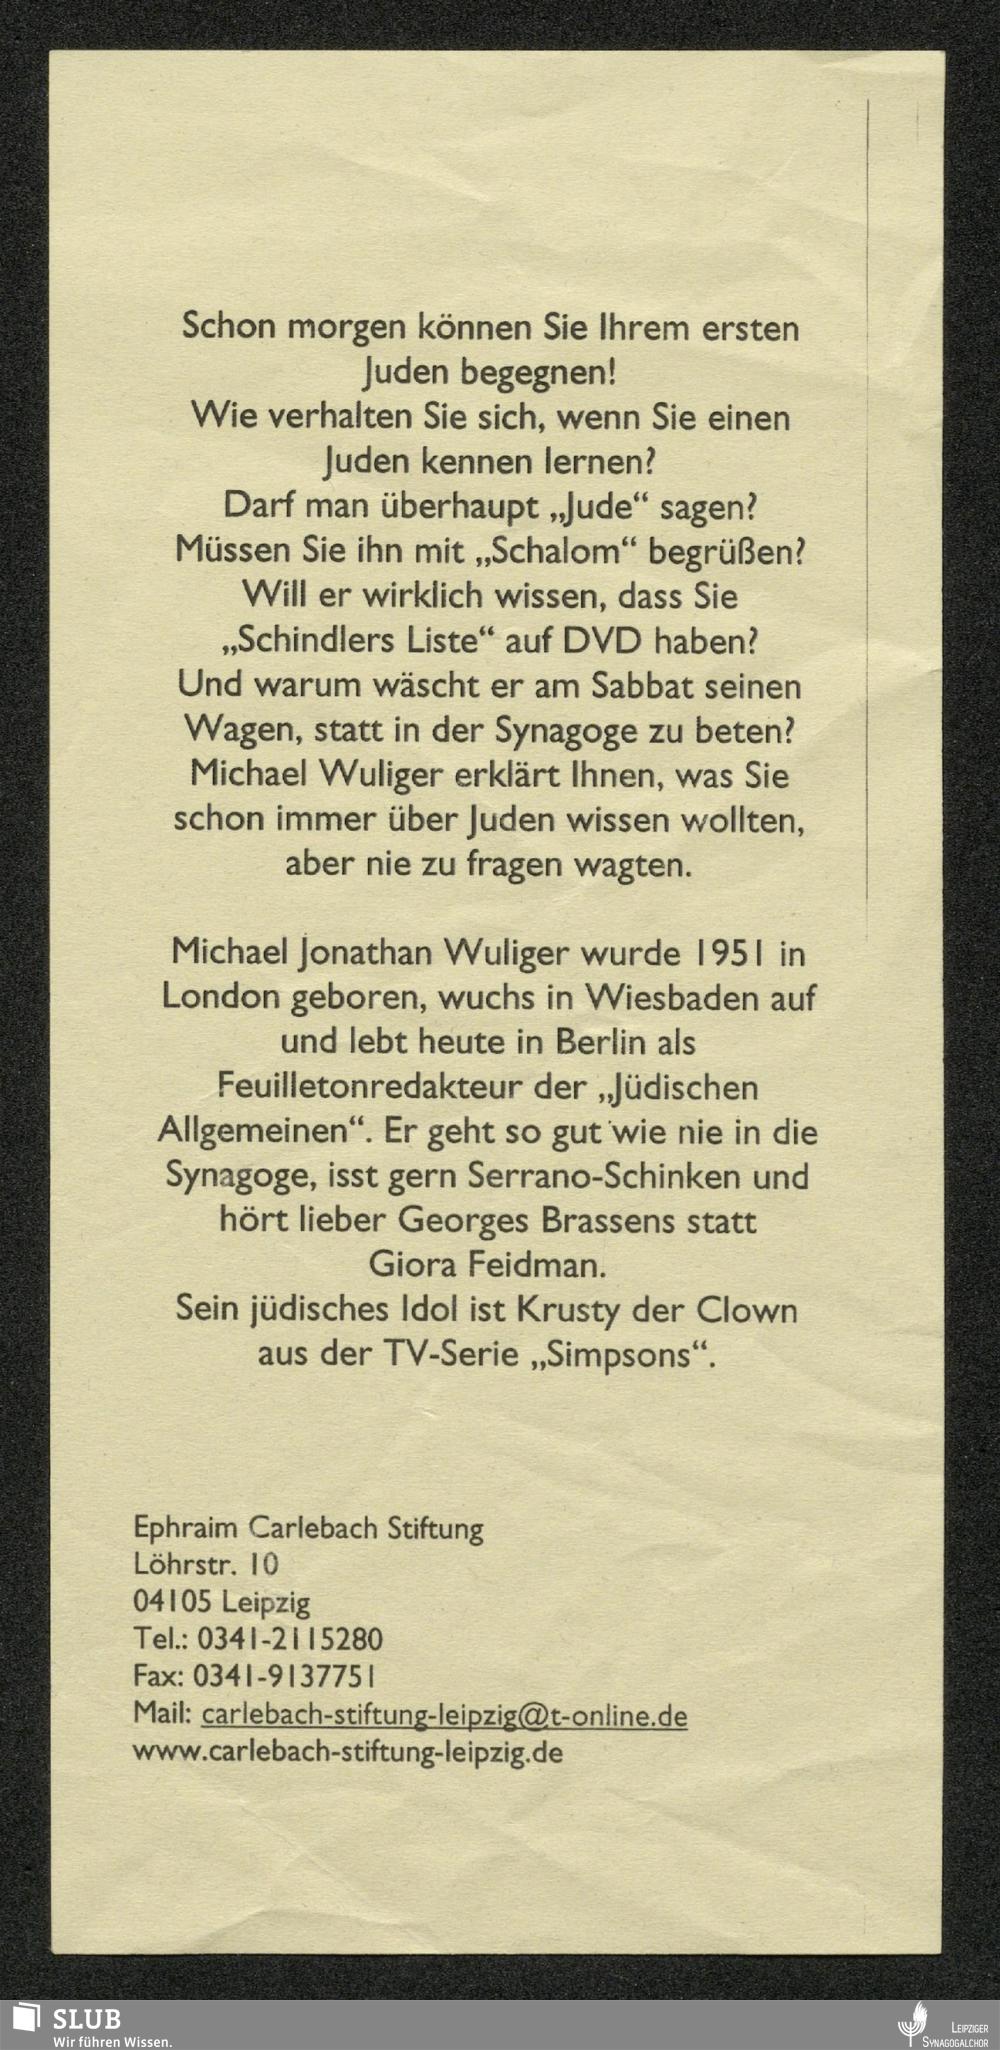 Schon morgen können Sie Ihrem ersten
Juden begegnen!
Wie verhalten Sie sich, wenn Sie einen
Juden kennen lernen?
Darf man überhaupt „Jude“ sagen?
Müssen Sie ihn mit „Schalom“ begrüßen?
Will er wirklich wissen, dass Sie
„Schindlers Liste“ auf DVD haben?
Und warum wäscht er am Sabbat seinen
Wagen, statt in der Synagoge zu beten?
Michael Wuliger erklärt Ihnen, was Sie
schon immer über Juden wissen wollten,
aber nie zu fragen wagten.
Michael Jonathan Wuliger wurde 1951 in
London geboren, wuchs in Wiesbaden auf
und lebt heute in Berlin als
Feuilletonredakteur der „Jüdischen
Allgemeinen“. Er geht so gut wie nie in die
Synagoge, isst gern Serrano-Schinken und
hört lieber Georges Brassens statt
Giora Feidman.
Sein jüdisches Idol ist Krusty der Clown
aus der TV-Serie „Simpsons“.
Ephraim Carlebach Stiftung
Löhrstr. 10
04105 Leipzig
Tel.: 0341-2115280
Fax: 0341-9137751
Mail: carlebach-stiftung-leipzig@t-online.de
www.carlebach-stiftung-leipzig.de
SLUB
Wir führen Wissen.
LEIPZIGER
SYNAGOGALCHOR